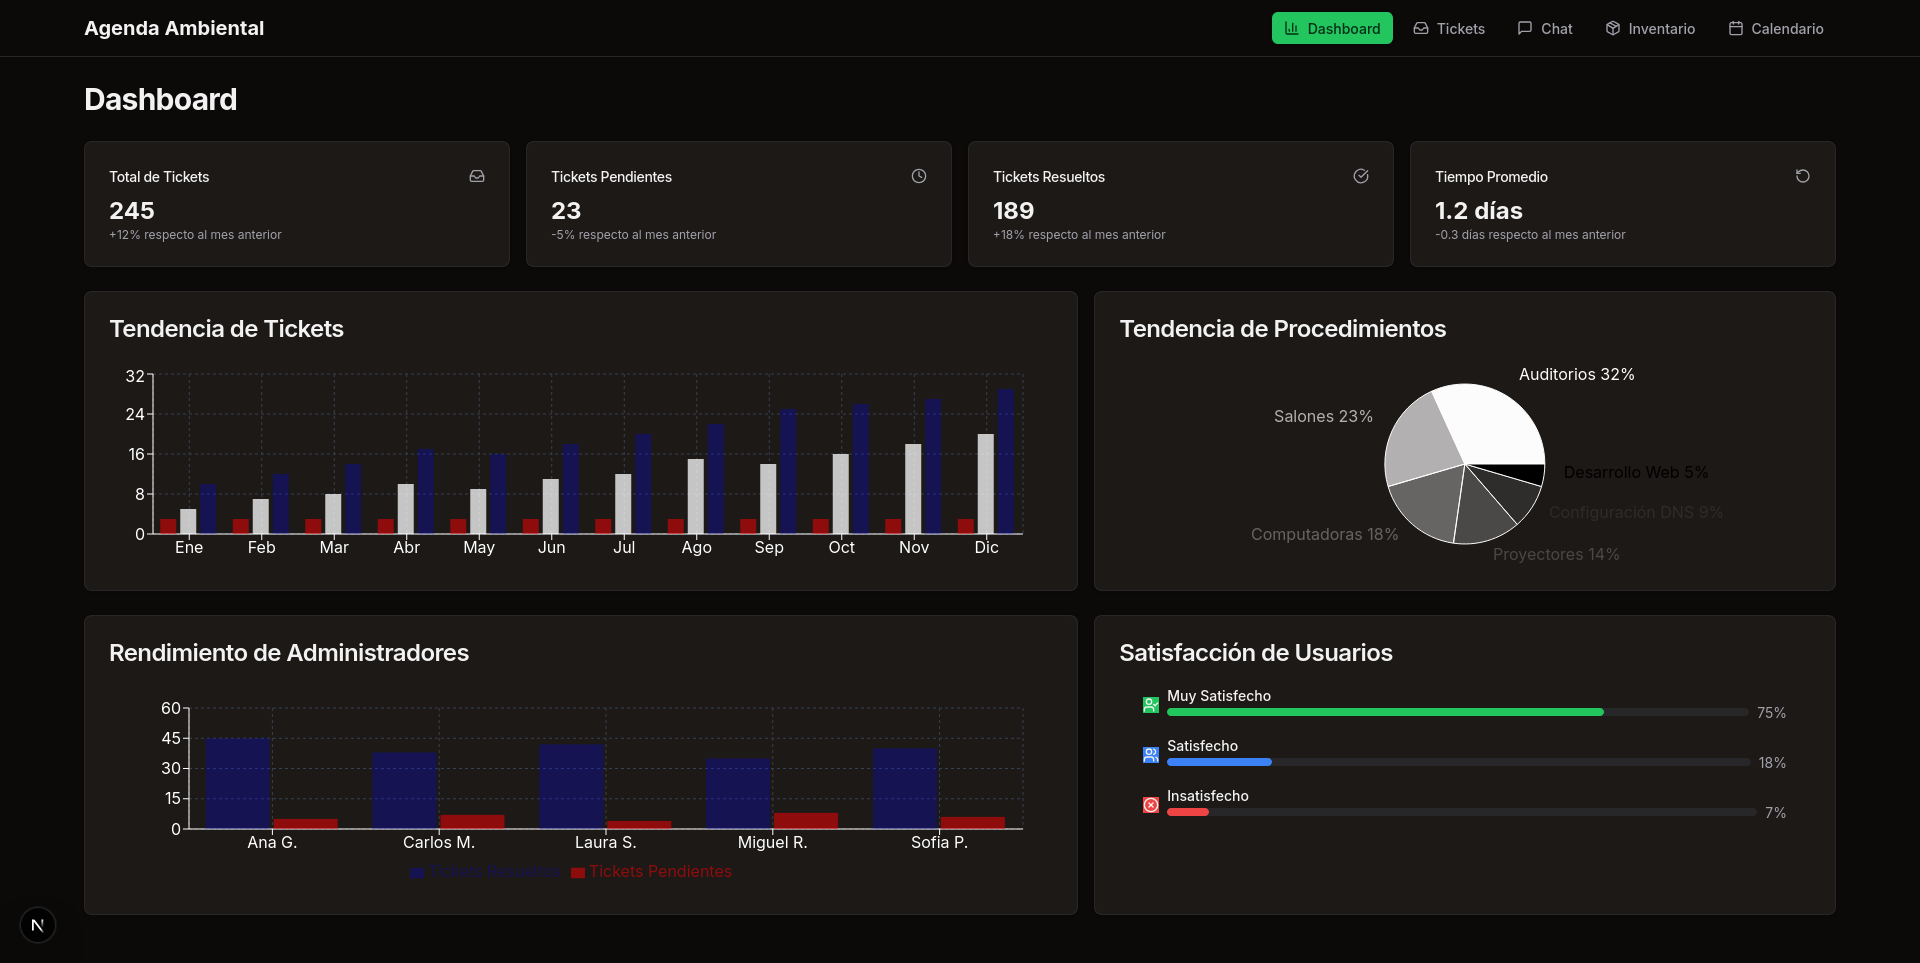 Agenda Ambiental
Dashboard
Tickets
Chat
Inventario
Calendario
Dashboard
Total de Tickets
245
+12% respecto al mes anterior
Tickets Pendientes
23
-5% respecto al mes anterior
Tickets Resueltos
189
+18% respecto al mes anterior
Tiempo Promedio
1.2 días
-0.3 días respecto al mes anterior
Tendencia de Tickets
32
24
16
8
0
Ene Feb Mar Abr May Jun Jul Ago Sep Oct Nov Dic
Tendencia de Procedimientos
Auditorios 32%
Salones 23%
Desarrollo Web 5%
Configuración DNS 9%
Computadoras 18%
Proyectores 14%
Rendimiento de Administradores
60
45
30
15
0
Ana G. Carlos M. Laura S. Miguel R. Sofia P.
Tickets Resueltos Tickets Pendientes
Satisfacción de Usuarios
Muy Satisfecho
75%
Satisfecho
18%
Insatisfecho
7%
N